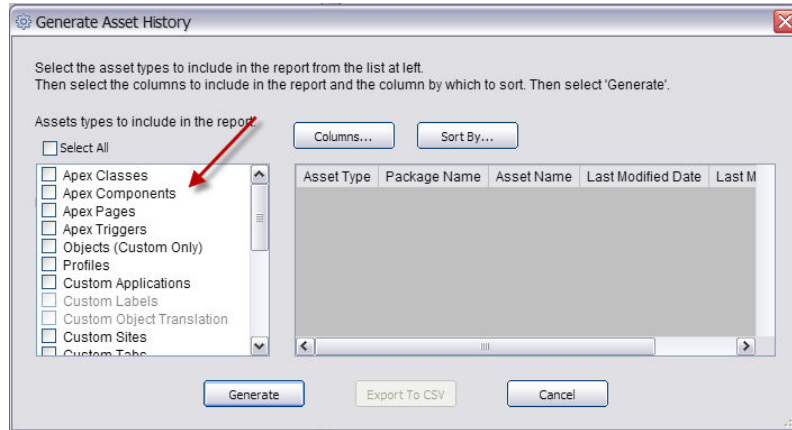 Generate Asset History
Select the asset types to include in the report from the list at left.
Then select the columns to include in the report and the column by which to sort. Then select 'Generate'.
Assets types to include in the report:
Select All
Columns...
Sort By...
Apex Classes
Apex Components
Apex Pages
Apex Triggers
Objects (Custom Only)
Profiles
Custom Applications
Custom Labels
Custom Object Translation
Custom Sites
Custom Tabs
Asset Type Package Name Asset Name Last Modified Date Last M
Generate
Export To CSV
Cancel